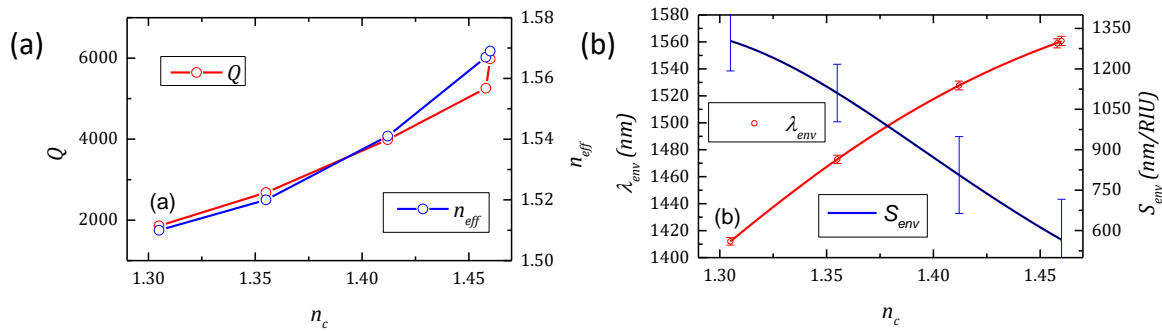 (a)
6000
4000
2000
Q
Q
n_eff
(a)
1.58
1.56
1.54
1.52
1.50
n_eff
1.30
1.35
1.40
1.45
n_c
(b)
1580
1560
1540
1520
1500
1480
1460
1440
1420
1400
λ_env (nm)
λ_env
S_env
(b)
1350
1200
1050
900
750
600
S_env (nm/RIU)
1.30
1.35
1.40
1.45
n_c